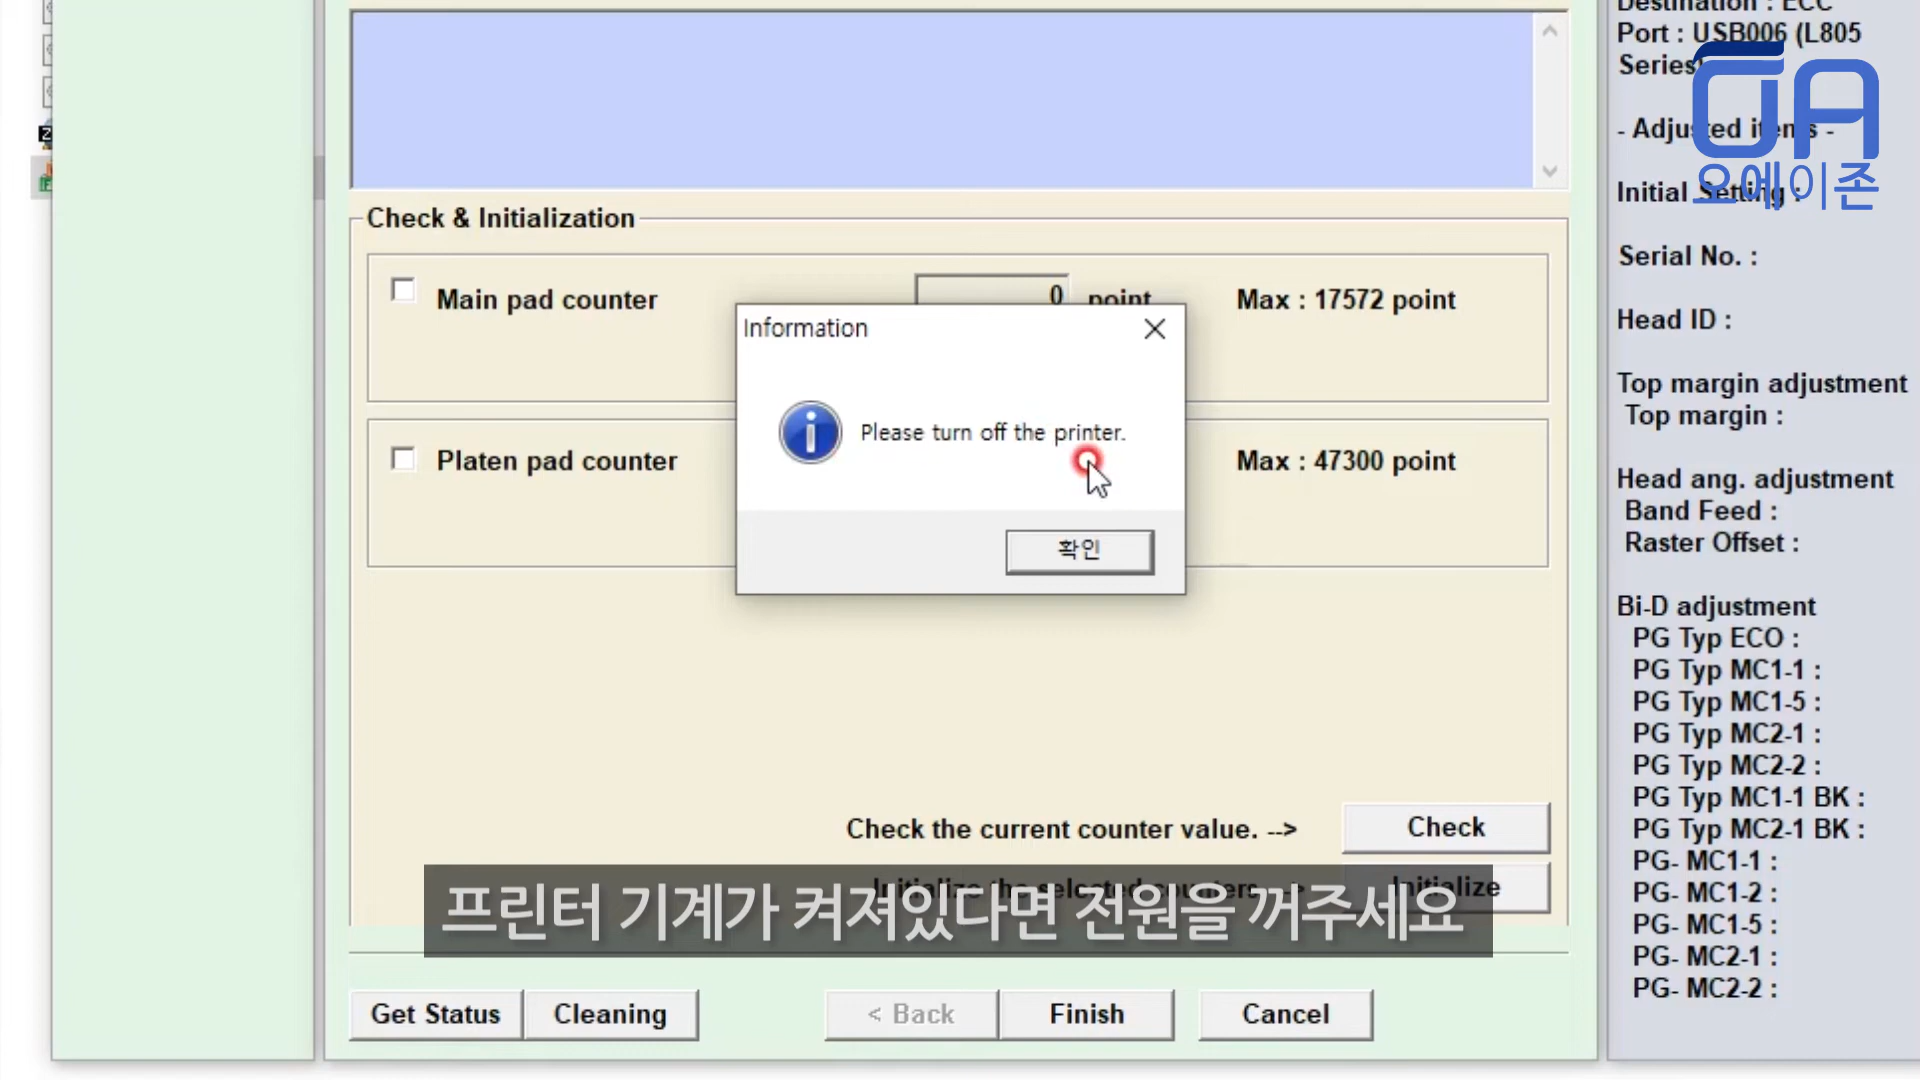 Check & Initialization
Main pad counter
0 point
Max : 17572 point
Platen pad counter
Max : 47300 point
Information
Please turn off the printer.
확인
Check the current counter value. -->
Check
Initialize the selected counters. -->
Initialize
프린터 기계가 켜져있다면 전원을 꺼주세요
Get Status
Cleaning
< Back
Finish
Cancel
Destination : ECC
Port : USB006 (L805
Series)
- Adjusted items -
Initial Setting :
Serial No. :
Head ID :
Top margin adjustment
Top margin :
Head ang. adjustment
Band Feed :
Raster Offset :
Bi-D adjustment
PG Typ ECO :
PG Typ MC1-1 :
PG Typ MC1-5 :
PG Typ MC2-1 :
PG Typ MC2-2 :
PG Typ MC1-1 BK :
PG Typ MC2-1 BK :
PG- MC1-1 :
PG- MC1-2 :
PG- MC1-5 :
PG- MC2-1 :
PG- MC2-2 :
OA
오에이존